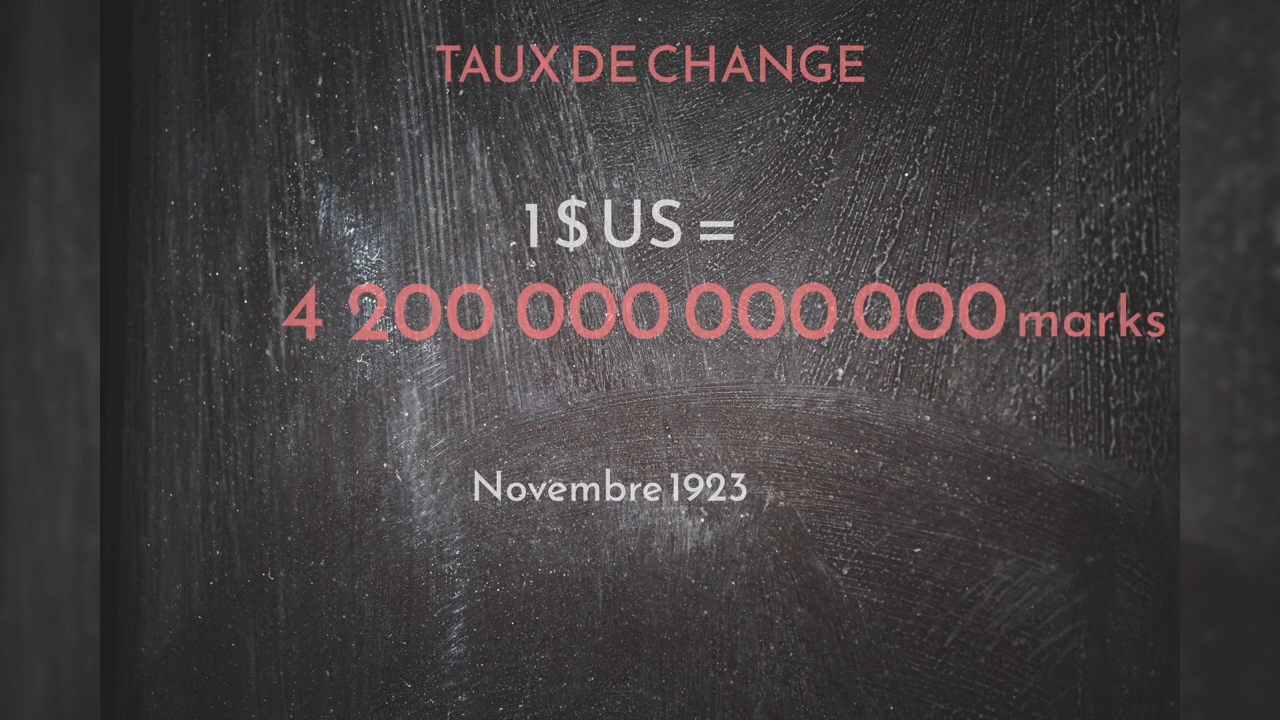 TAUX DE CHANGE
1 $ US =
4 200 000 000 000 marks
Novembre 1923